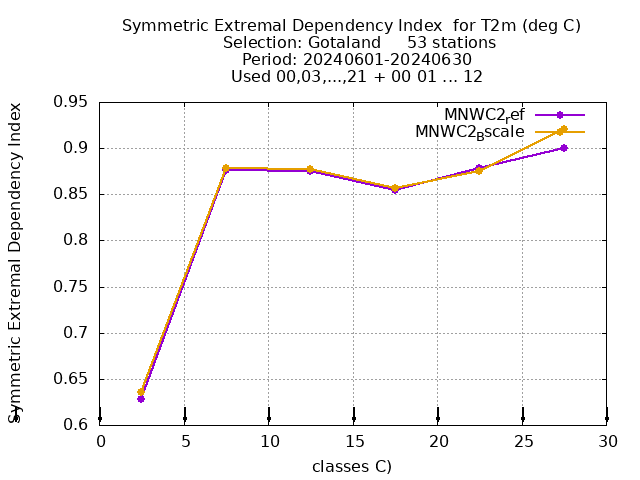 Symmetric Extremal Dependency Index for T2m (deg C)
Selection: Gotaland 53 stations
Period: 20240601-20240630
Used 00,03,...,21 + 00 01 ... 12
Symmetric Extremal Dependency Index
0.95
0.9
0.85
0.8
0.75
0.7
0.65
0.6
MNWC2ref
MNWC2Bscale
0 5 10 15 20 25 30
classes C)